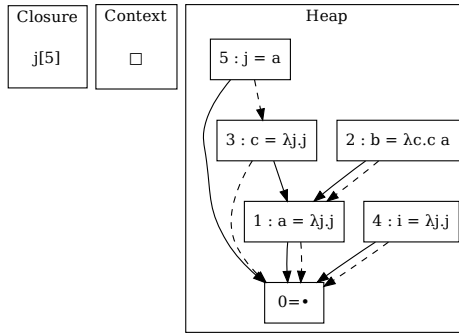 Closure
j[5]
Context
□
Heap
5 : j = a
3 : c = λj.j
2 : b = λc.c a
1 : a = λj.j
4 : i = λj.j
0=•